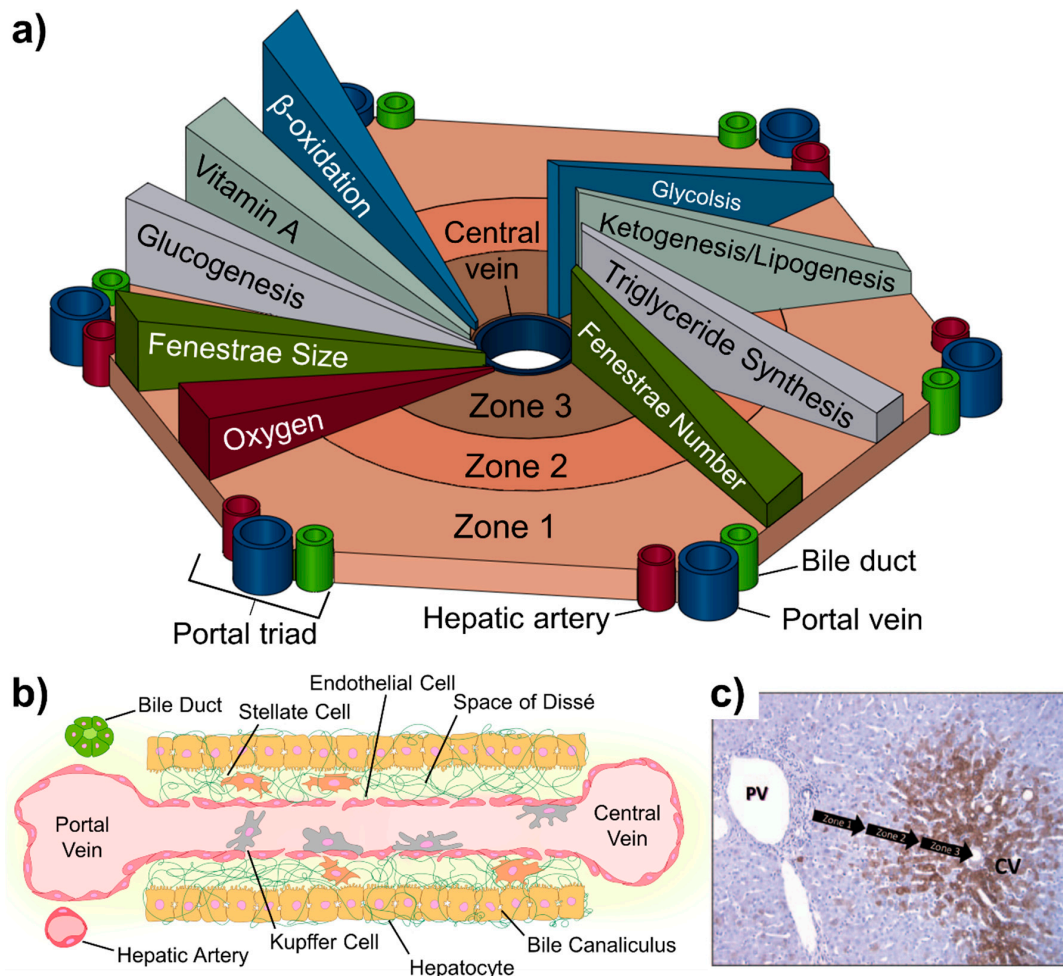 a)
β-oxidation
Vitamin A
Glucogenesis
Fenestrae Size
Oxygen
Central
vein
Glycolsis
Ketogenesis/Lipogenesis
Triglyceride Synthesis
Fenestrae Number
Zone 3
Zone 2
Zone 1
Portal triad
Hepatic artery
Bile duct
Portal vein
b)
Bile Duct
Stellate Cell
Endothelial Cell
Space of Dissé
Portal
Vein
Central
Vein
Hepatic Artery
Kupffer Cell
Hepatocyte
Bile Canaliculus
c)
PV
Zone 1
Zone 2
Zone 3
CV